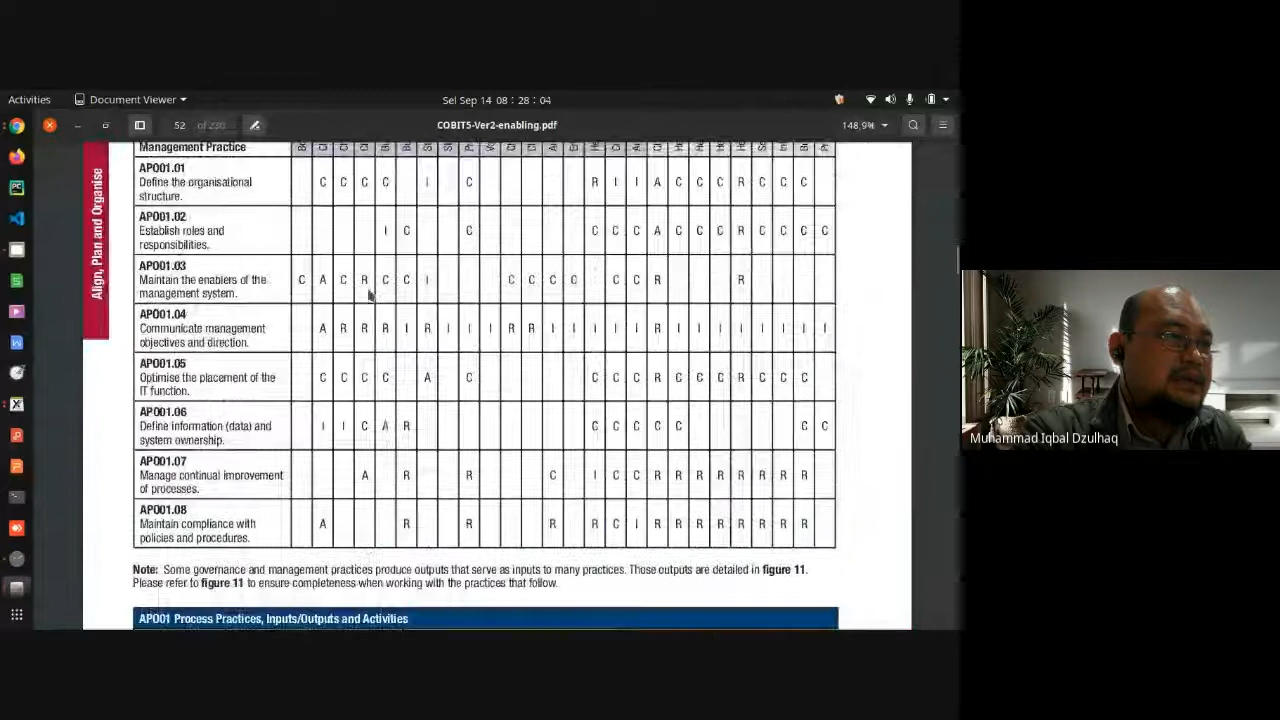 Activities Document Viewer Sel Sep 14 08 : 28 : 04
52 of 230 COBIT5-Ver2-enabling.pdf 148,9%
Align, Plan and Organise
Management Practice
APO01.01
Define the organisational
structure.
C C C C I C R I I A C C C R C C C
APO01.02
Establish roles and
responsibilities.
I C C C C C A C C C R C C C C
APO01.03
Maintain the enablers of the
management system.
C A C R C C I C C C C C C R R
APO01.04
Communicate management
objectives and direction.
A R R R I R I I I R R I I I I I R I I I I I I I I
APO01.05
Optimise the placement of the
IT function.
C C C C A C C C C R C C C R C C C
APO01.06
Define information (data) and
system ownership.
I I C A R C C C C C C C
APO01.07
Manage continual improvement
of processes.
A R R C I C C R R R R R R R R
APO01.08
Maintain compliance with
policies and procedures.
A R R R R C I R R R R R R R R
Note: Some governance and management practices produce outputs that serve as inputs to many practices. Those outputs are detailed in figure 11.
Please refer to figure 11 to ensure completeness when working with the practices that follow.
APO01 Process Practices, Inputs/Outputs and Activities
Muhammad Iqbal Dzulhaq